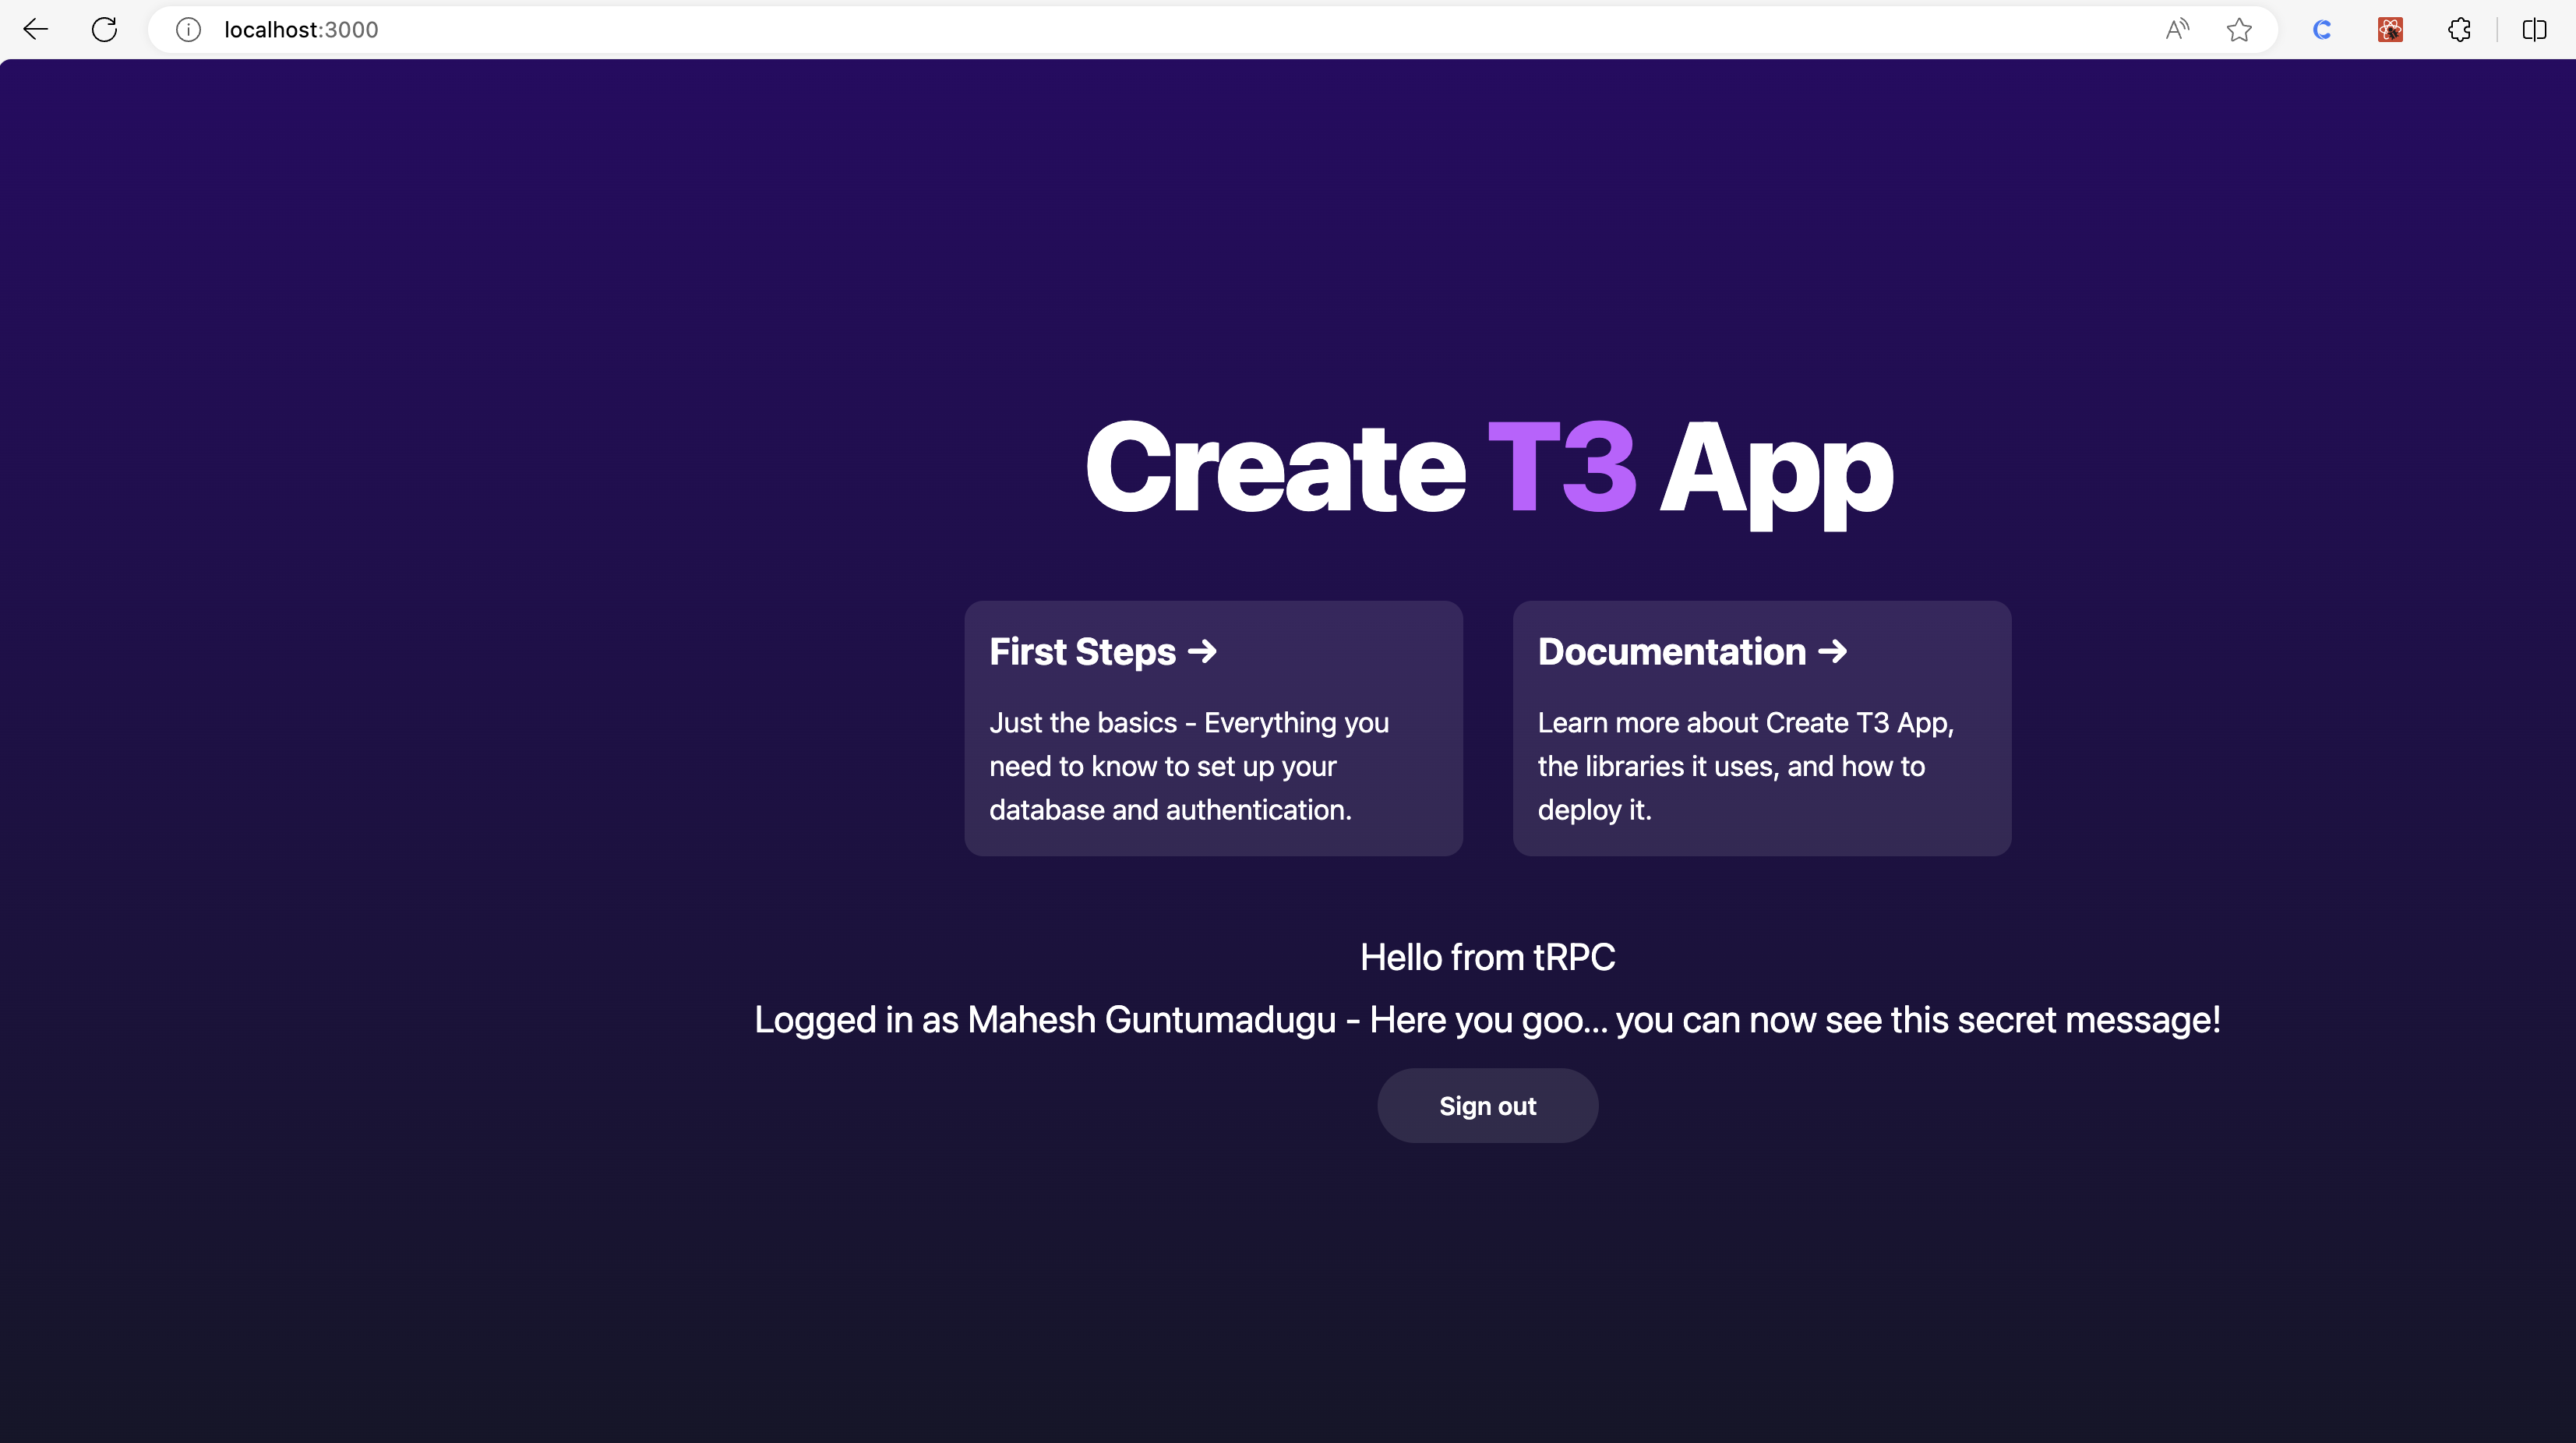 localhost:3000
Create T3 App
First Steps →
Just the basics - Everything you
need to know to set up your
database and authentication.
Documentation →
Learn more about Create T3 App,
the libraries it uses, and how to
deploy it.
Hello from tRPC
Logged in as Mahesh Guntumadugu - Here you goo... you can now see this secret message!
Sign out